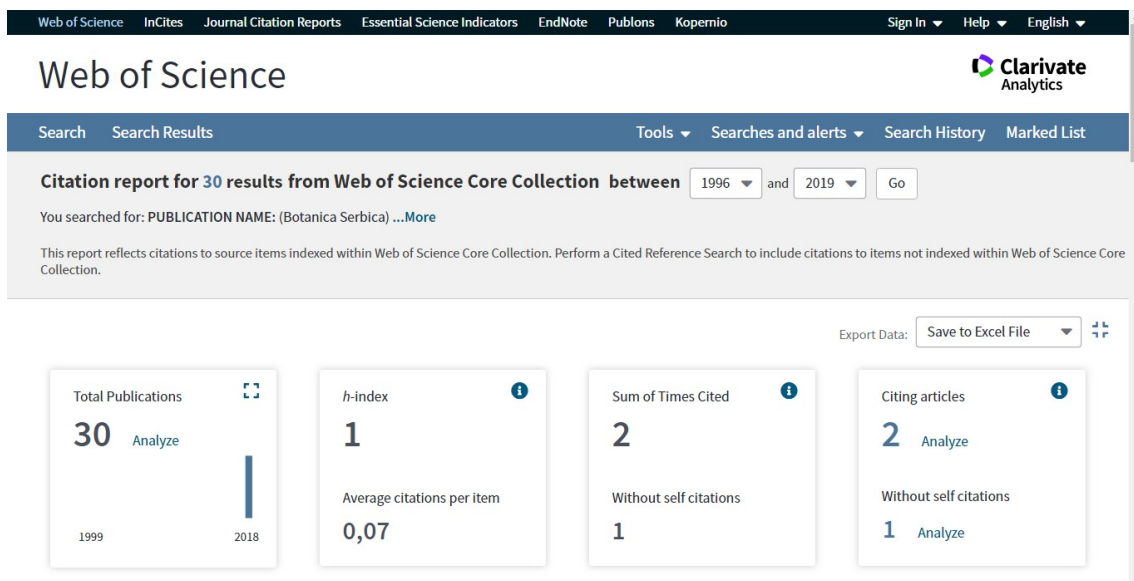 Web of Science InCites Journal Citation Reports Essential Science Indicators EndNote Publons Kopernio Sign In Help English
Web of Science
Clarivate
Analytics
Search Search Results Tools Searches and alerts Search History Marked List
Citation report for 30 results from Web of Science Core Collection between 1996 and 2019 Go
You searched for: PUBLICATION NAME: (Botanica Serbica) ...More
This report reflects citations to source items indexed within Web of Science Core Collection. Perform a Cited Reference Search to include citations to items not indexed within Web of Science Core
Collection.
Export Data: Save to Excel File
Total Publications
30 Analyze
1999 2018
h-index
1
Average citations per item
0,07
Sum of Times Cited
2
Without self citations
1
Citing articles
2 Analyze
Without self citations
1 Analyze